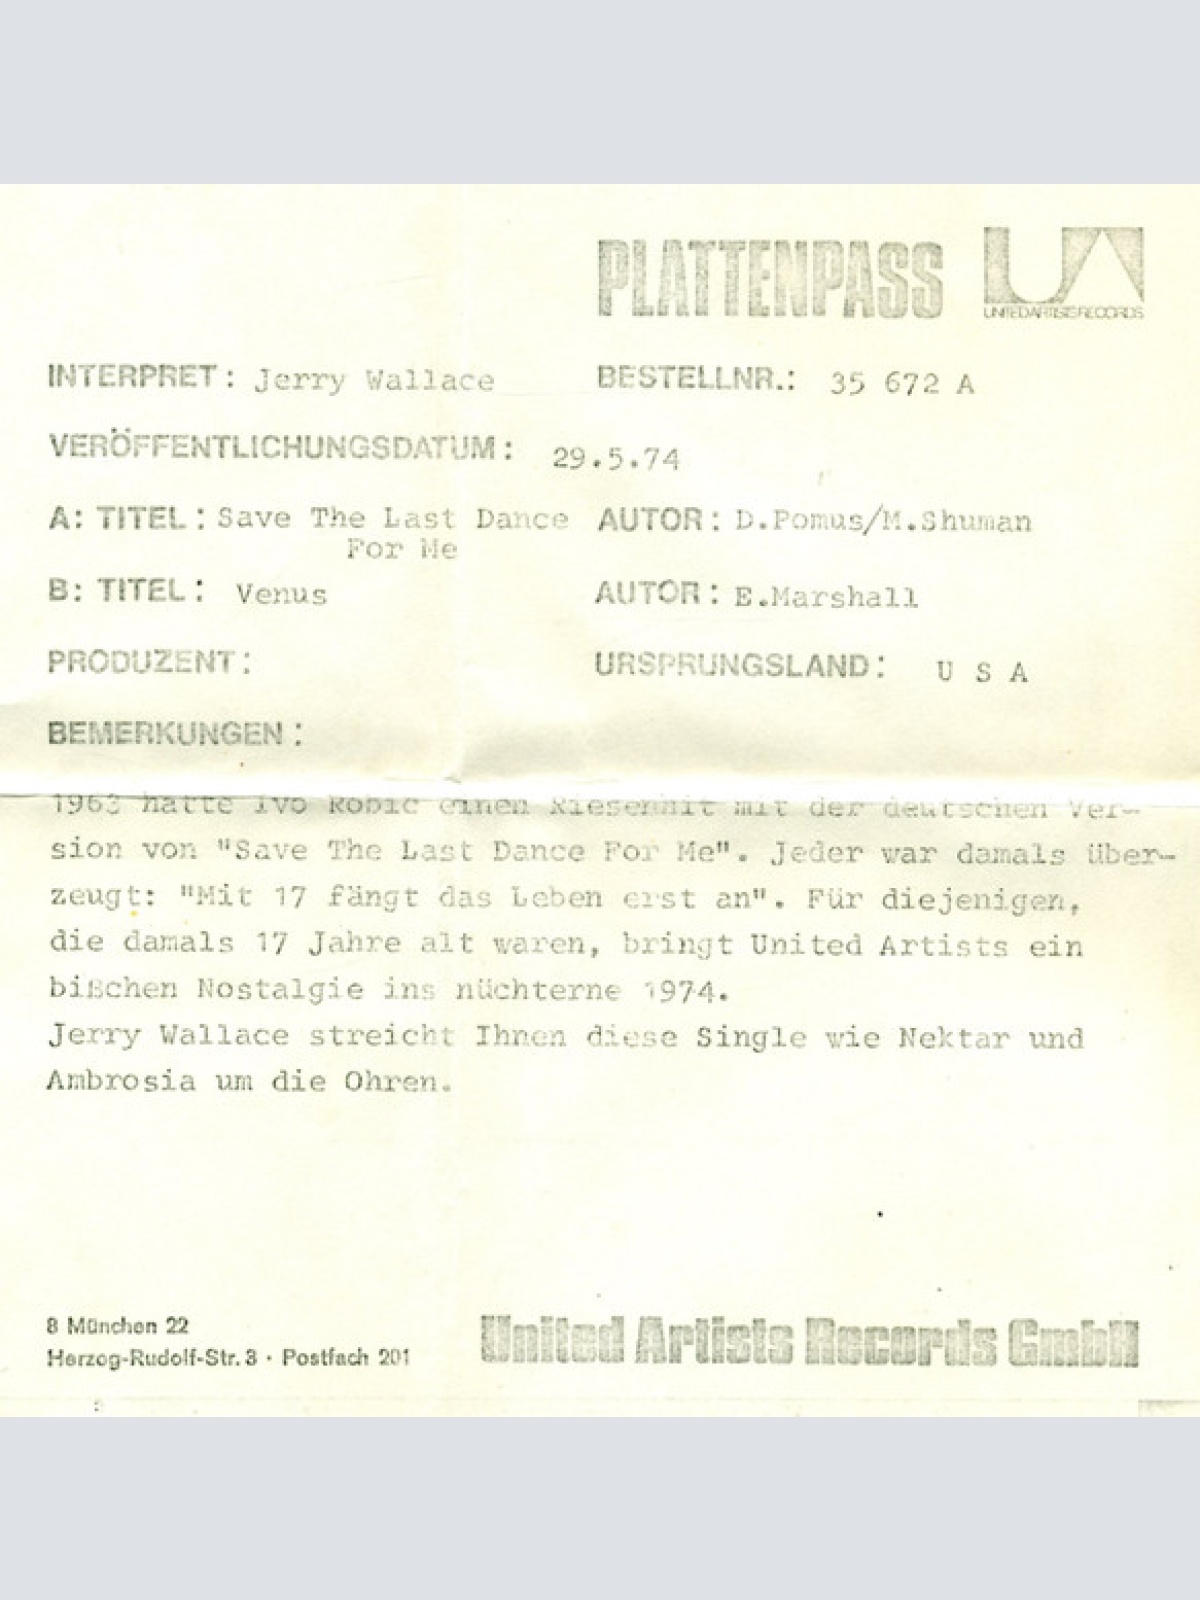 PLATTENPASS
UA
UNITED ARTISTS RECORDS
INTERPRET: Jerry Wallace BESTELLNR.: 35 672 A
VERÖFFENTLICHUNGSDATUM: 29.5.74
A: TITEL: Save The Last Dance AUTOR: D.Pomus/M.Shuman
For Me
B: TITEL: Venus AUTOR: E.Marshall
PRODUZENT: URSPRUNGSLAND: U S A
BEMERKUNGEN:
1963 hatte Ivo Robic einen Riesenhit mit der deutschen Ver-
sion von "Save The Last Dance For Me". Jeder war damals über-
zeugt: "Mit 17 fängt das Leben erst an". Für diejenigen,
die damals 17 Jahre alt waren, bringt United Artists ein
bißchen Nostalgie ins nüchterne 1974.
Jerry Wallace streicht Ihnen diese Single wie Nektar und
Ambrosia um die Ohren.
8 München 22
Herzog-Rudolf-Str. 3 · Postfach 201 United Artists Records GmbH